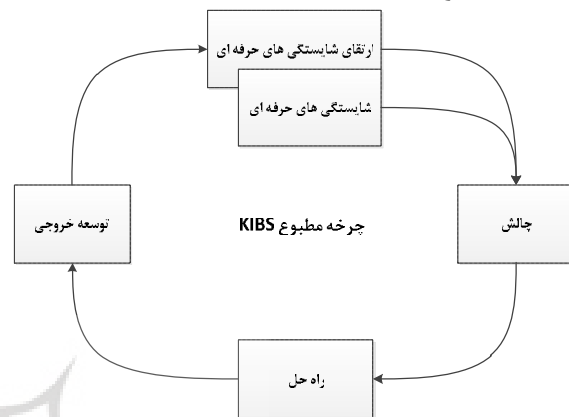 ارتقای شایستگی های حرفه ای
شایستگی های حرفه ای
توسعه خروجی
چرخه مطبوع KIBS
چالش
راه حل